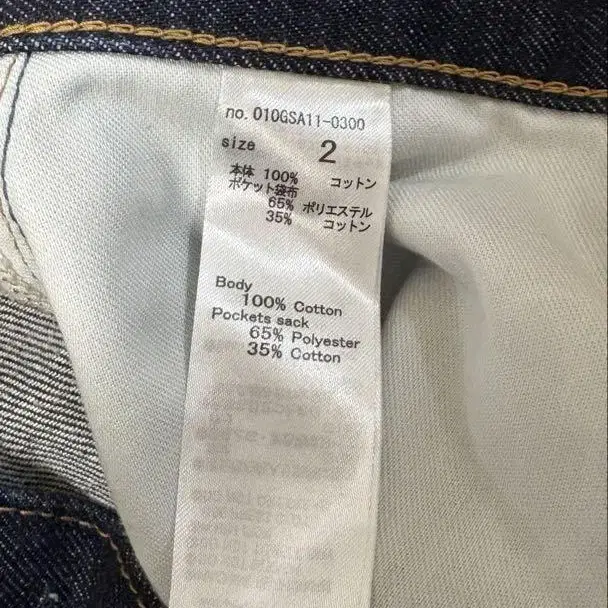 no. 010GSA11-0300
size 2
本体 100% コットン
ポケット袋布
65% ポリエステル
35% コットン
Body
100% Cotton
Pockets sack
65% Polyester
35% Cotton